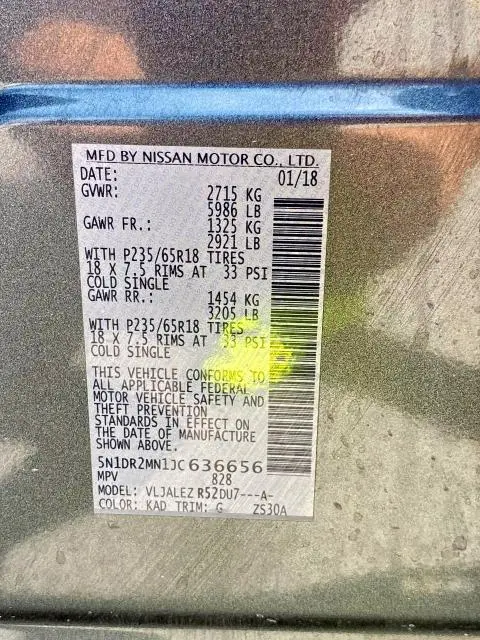 MFD BY NISSAN MOTOR CO., LTD.
DATE: 01/18
GVWR: 2715 KG
5986 LB
GAWR FR.: 1325 KG
2921 LB
WITH P235/65R18 TIRES
18 X 7.5 RIMS AT 33 PSI
COLD SINGLE
GAWR RR.: 1454 KG
3205 LB
WITH P235/65R18 TIRES
18 X 7.5 RIMS AT 33 PSI
COLD SINGLE
THIS VEHICLE CONFORMS TO
ALL APPLICABLE FEDERAL
MOTOR VEHICLE SAFETY AND
THEFT PREVENTION
STANDARDS IN EFFECT ON
THE DATE OF MANUFACTURE
SHOWN ABOVE.
5N1DR2MN1JC636656
MPV 828
MODEL: VLJALEZ R52DU7---A-
COLOR: KAD TRIM: G ZS30A